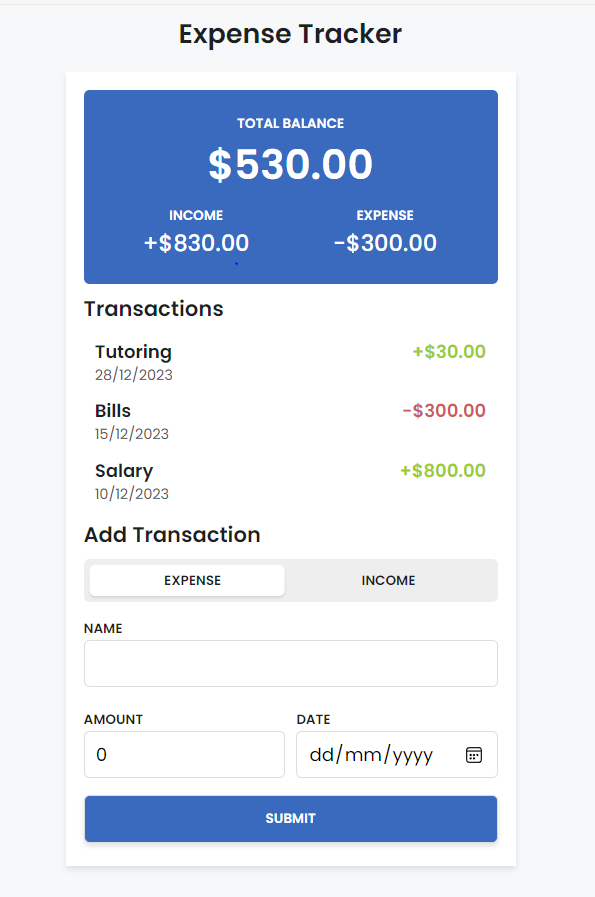 Expense Tracker
TOTAL BALANCE
$530.00
INCOME EXPENSE
+$830.00 -$300.00
Transactions
Tutoring +$30.00
28/12/2023
Bills -$300.00
15/12/2023
Salary +$800.00
10/12/2023
Add Transaction
EXPENSE INCOME
NAME
AMOUNT DATE
0 dd/mm/yyyy
SUBMIT